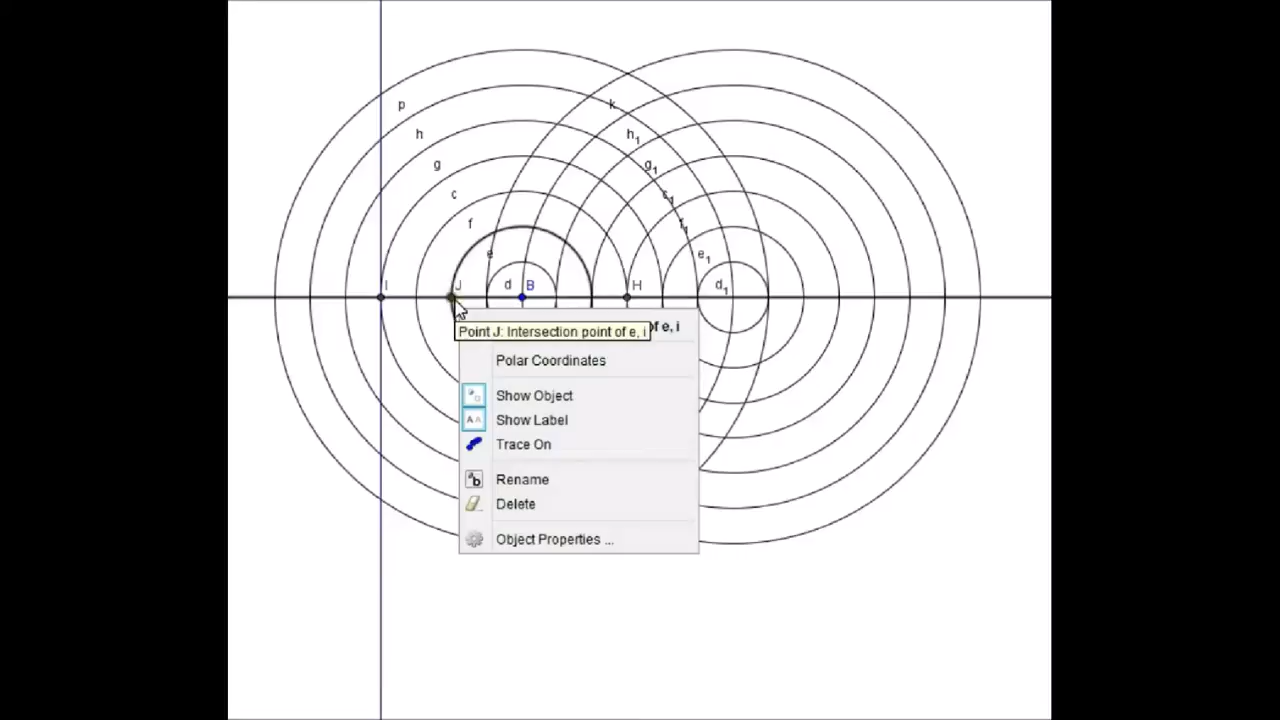 p
k
h
h1
g
g1
c
c1
f
f1
e
e1
I
J
d
B
H
d1
Point J: Intersection point of e, i
of e, i
Polar Coordinates
Show Object
Show Label
Trace On
Rename
Delete
Object Properties ...